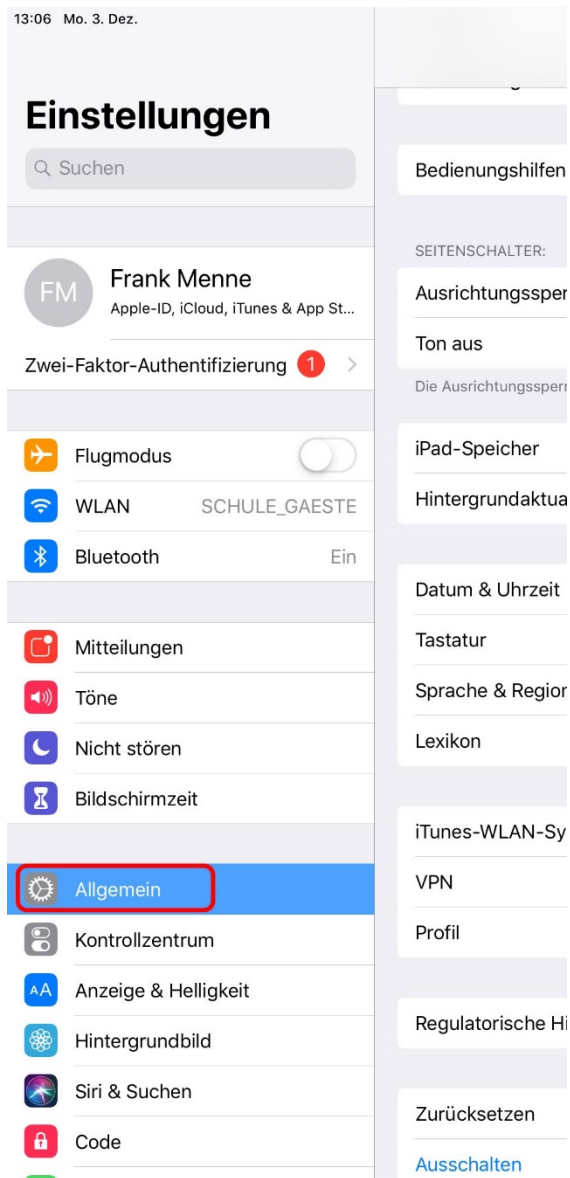 13:06 Mo. 3. Dez.
Einstellungen
Suchen
FM
Frank Menne
Apple-ID, iCloud, iTunes & App St...
Zwei-Faktor-Authentifizierung 1
Flugmodus
WLAN SCHULE_GAESTE
Bluetooth Ein
Mitteilungen
Töne
Nicht stören
Bildschirmzeit
Allgemein
Kontrollzentrum
AA Anzeige & Helligkeit
Hintergrundbild
Siri & Suchen
Code
Bedienungshilfen
SEITENSCHALTER:
Ausrichtungssper
Ton aus
Die Ausrichtungssperr
iPad-Speicher
Hintergrundaktua
Datum & Uhrzeit
Tastatur
Sprache & Region
Lexikon
iTunes-WLAN-Sy
VPN
Profil
Regulatorische Hi
Zurücksetzen
Ausschalten